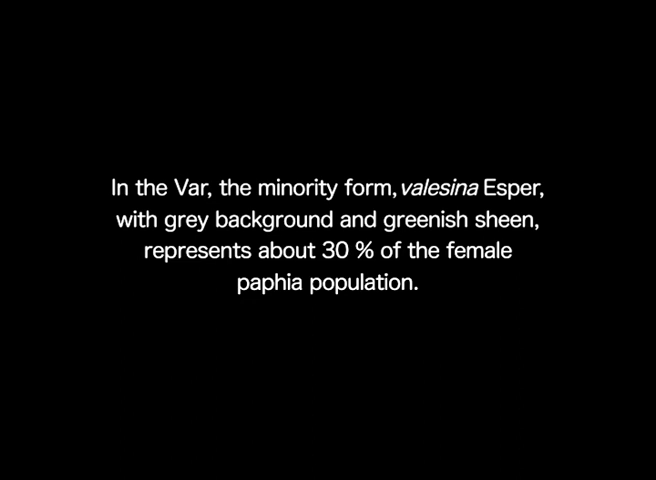 In the Var, the minority form, valesina Esper,
with grey background and greenish sheen,
represents about 30 % of the female
paphia population.